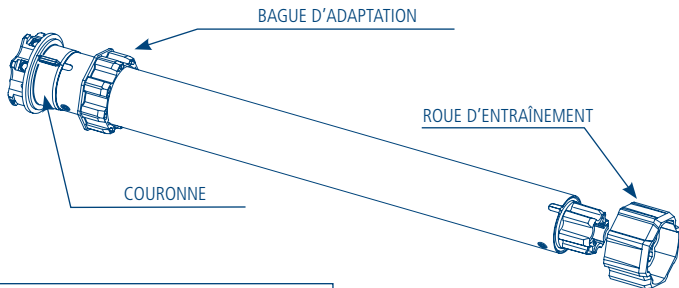 BAGUE D’ADAPTATION
ROUE D’ENTRAÎNEMENT
COURONNE